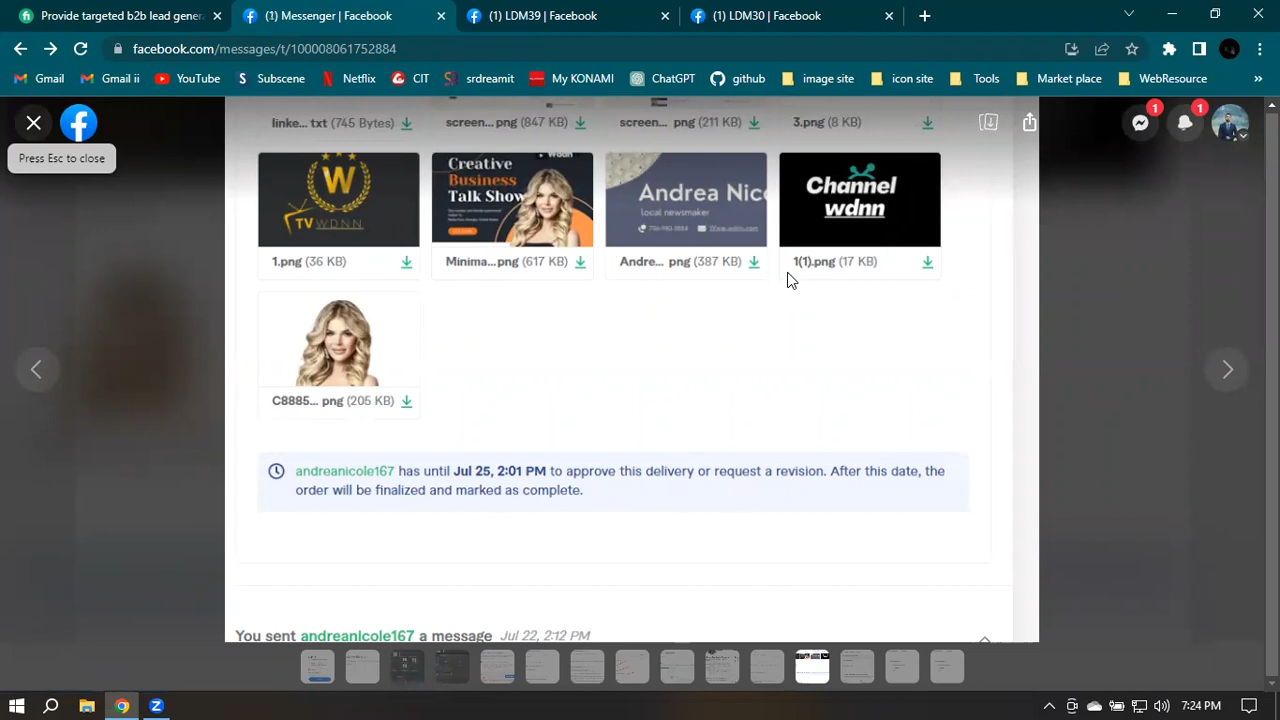 Provide targeted b2b lead gener
(1) Messenger | Facebook
(1) LDM39 | Facebook
(1) LDM30 | Facebook
facebook.com/messages/t/100008061752884
Gmail
Gmail ii
YouTube
Subscene
Netflix
CIT
srdreamit
My KONAMI
ChatGPT
github
image site
icon site
Tools
Market place
WebResource
»
1
1
Press Esc to close
linke... txt (745 Bytes)
screen... png (847 KB)
screen... png (211 KB)
3.png (8 KB)
W
TV WDNN
Creative
Business
Talk Show
Wdnn
Andrea Nico
local newsmaker
Channel
wdnn
1.png (36 KB)
Minima... png (617 KB)
Andre... png (387 KB)
1(1).png (17 KB)
C8885... png (205 KB)
andreanicole167 has until Jul 25, 2:01 PM to approve this delivery or request a revision. After this date, the
order will be finalized and marked as complete.
You sent andreanicole167 a message Jul 22, 2:12 PM
7:24 PM